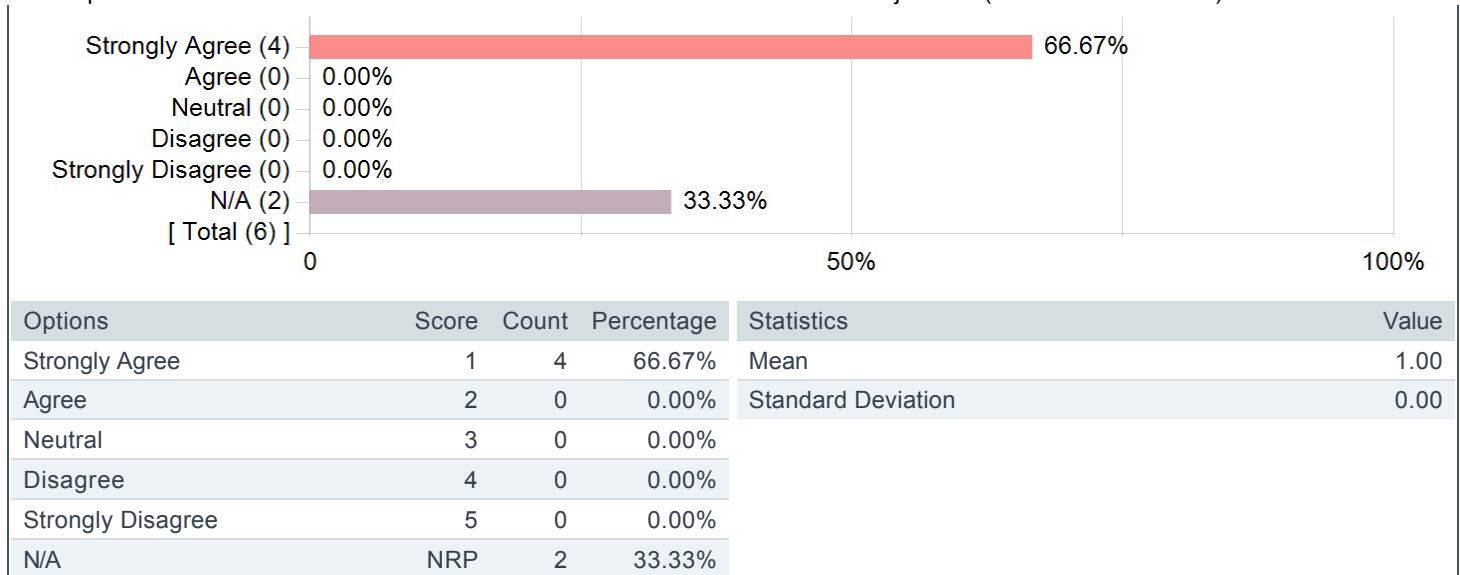 Strongly Agree (4) 66.67%
Agree (0) 0.00%
Neutral (0) 0.00%
Disagree (0) 0.00%
Strongly Disagree (0) 0.00%
N/A (2) 33.33%
[ Total (6) ]
0 50% 100%
Options Score Count Percentage Statistics Value
Strongly Agree 1 4 66.67% Mean 1.00
Agree 2 0 0.00% Standard Deviation 0.00
Neutral 3 0 0.00%
Disagree 4 0 0.00%
Strongly Disagree 5 0 0.00%
N/A NRP 2 33.33%